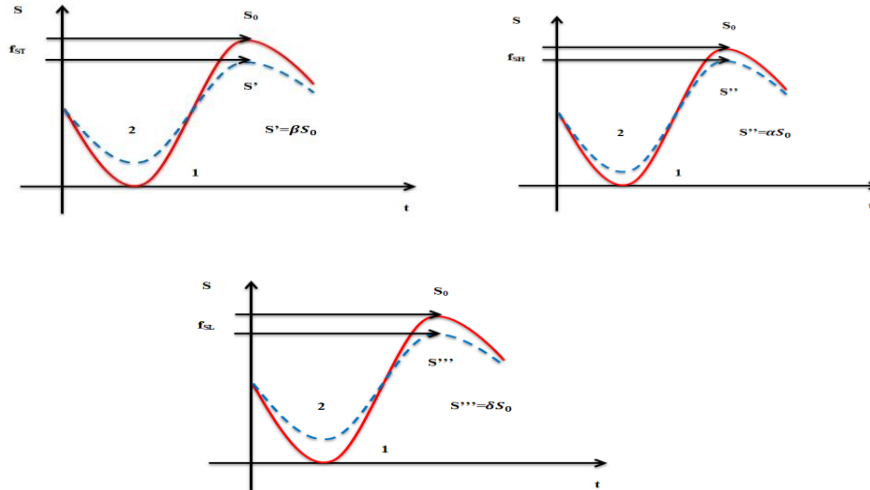 S
S₀
f_ST
S'
2
S'=βS₀
1
t
S
S₀
f_SH
S''
2
S''=αS₀
1
S
S₀
f_SL
S'''
2
S'''=δS₀
1
t